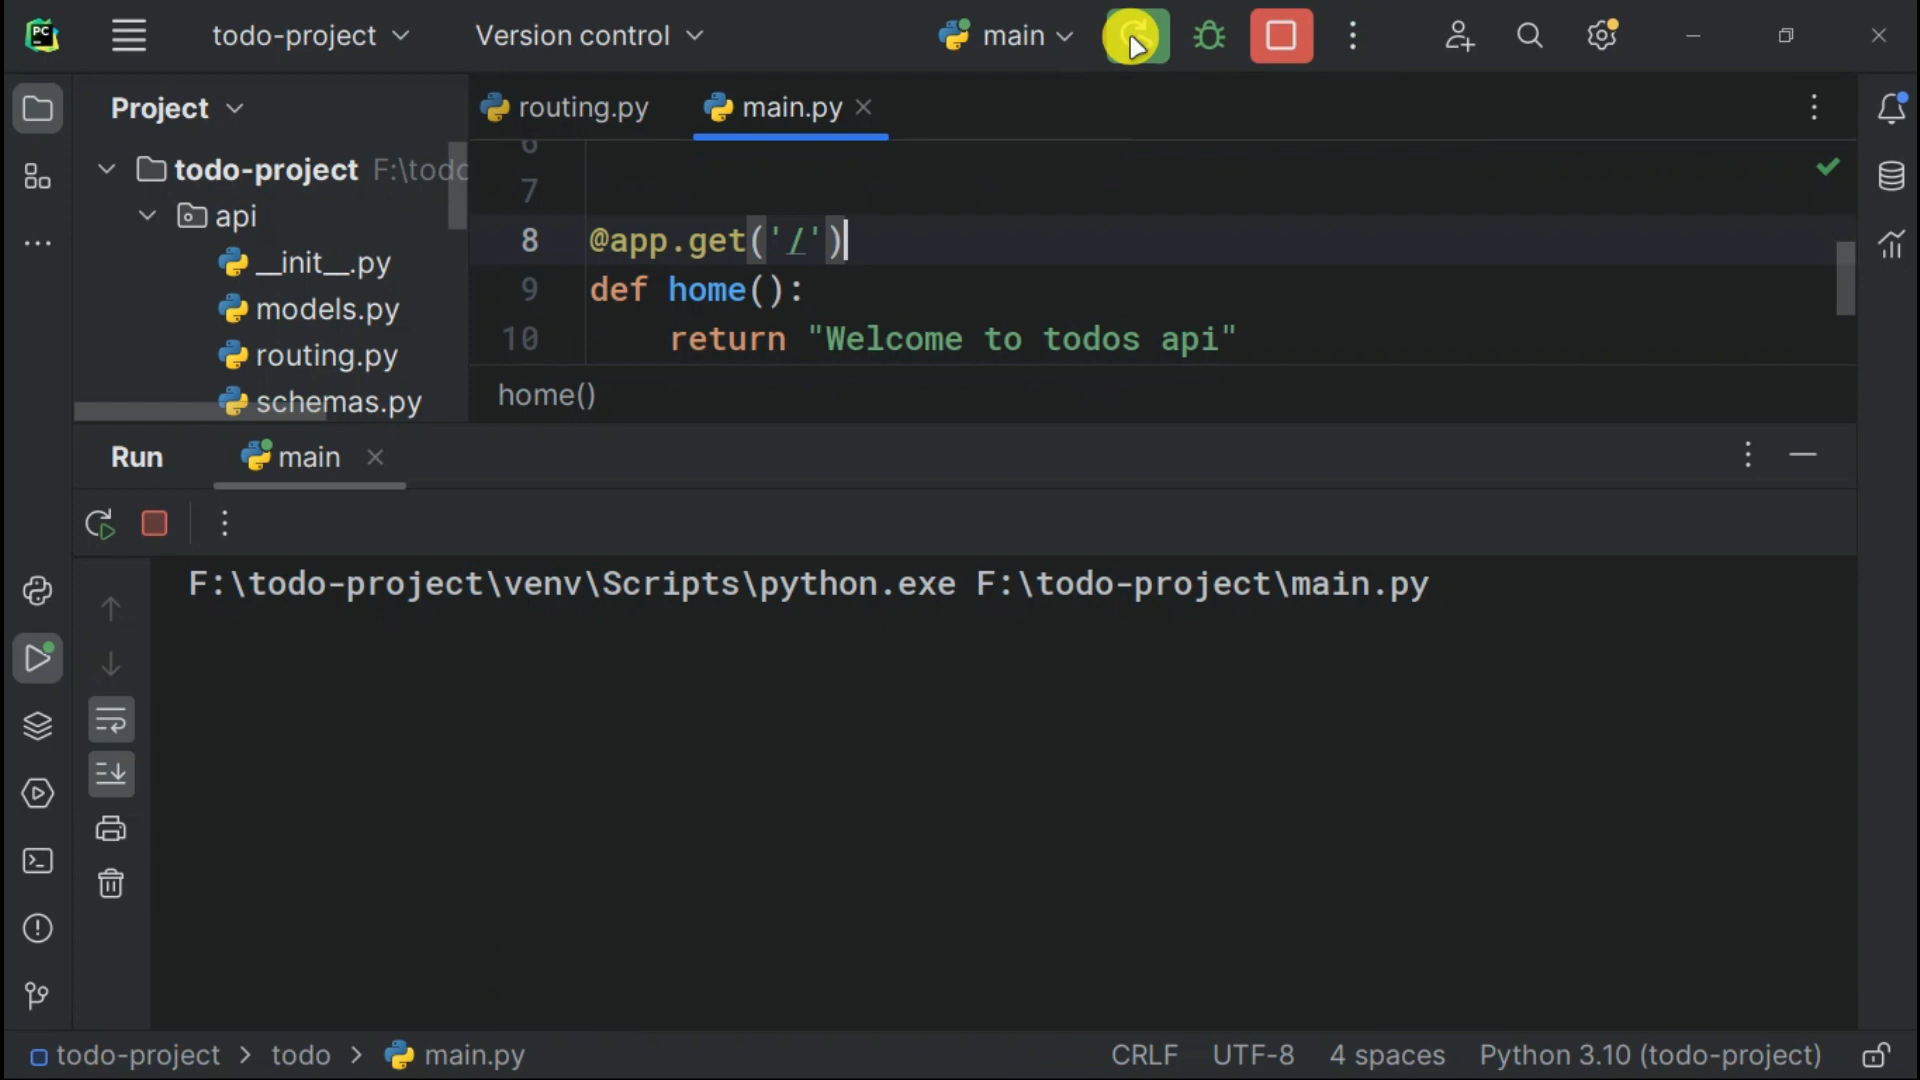 PC todo-project Version control main
Project routing.py main.py
6
todo-project F:\todo
7
api
8 @app.get('/')
__init__.py
9 def home():
models.py
10 return "Welcome to todos api"
routing.py
home()
schemas.py
Run main
F:\todo-project\venv\Scripts\python.exe F:\todo-project\main.py
todo-project > todo > main.py CRLF UTF-8 4 spaces Python 3.10 (todo-project)